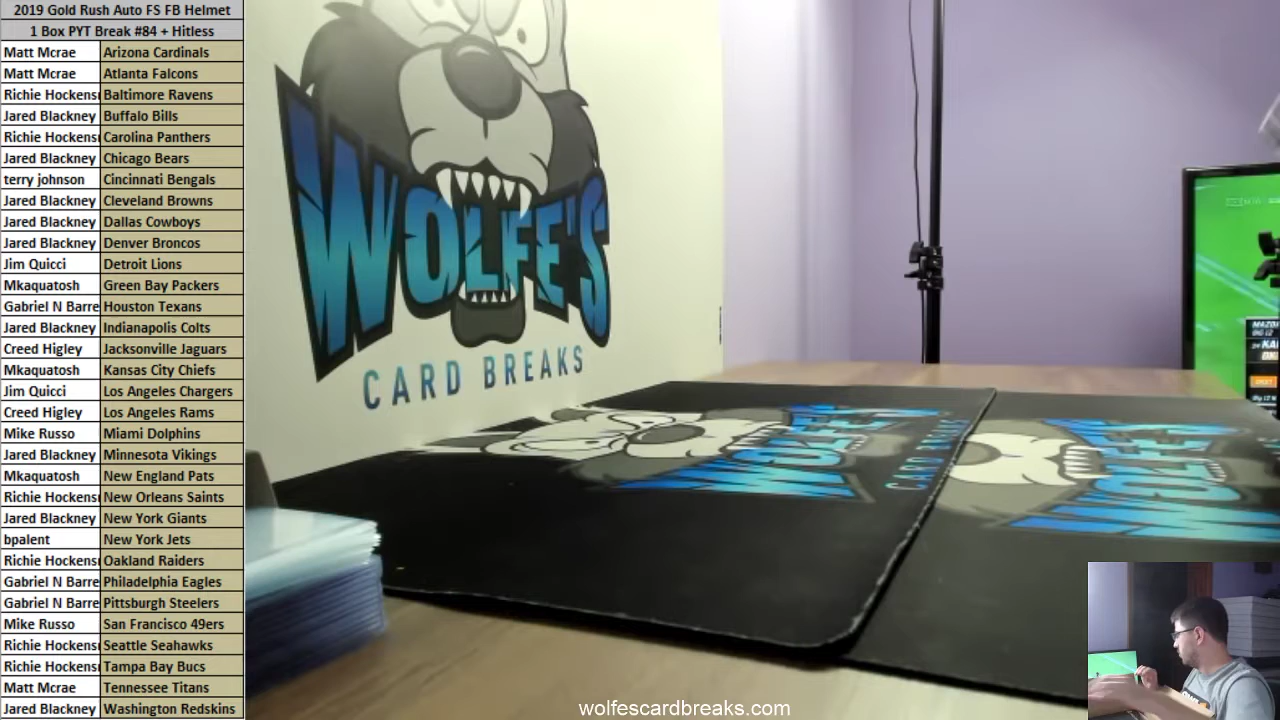 2019 Gold Rush Auto FS FB Helmet
1 Box PYT Break #84 + Hitless
Matt Mcrae Arizona Cardinals
Matt Mcrae Atlanta Falcons
Richie Hockens Baltimore Ravens
Jared Blackney Buffalo Bills
Richie Hockens Carolina Panthers
Jared Blackney Chicago Bears
terry johnson Cincinnati Bengals
Jared Blackney Cleveland Browns
Jared Blackney Dallas Cowboys
Jared Blackney Denver Broncos
Jim Quicci Detroit Lions
Mkaquatosh Green Bay Packers
Gabriel N Barre Houston Texans
Jared Blackney Indianapolis Colts
Creed Higley Jacksonville Jaguars
Mkaquatosh Kansas City Chiefs
Jim Quicci Los Angeles Chargers
Creed Higley Los Angeles Rams
Mike Russo Miami Dolphins
Jared Blackney Minnesota Vikings
Mkaquatosh New England Pats
Richie Hockens New Orleans Saints
Jared Blackney New York Giants
bpalent New York Jets
Richie Hockens Oakland Raiders
Gabriel N Barre Philadelphia Eagles
Gabriel N Barre Pittsburgh Steelers
Mike Russo San Francisco 49ers
Richie Hockens Seattle Seahawks
Richie Hockens Tampa Bay Bucs
Matt Mcrae Tennessee Titans
Jared Blackney Washington Redskins
WOLFE'S
CARD BREAKS
WOLFE'S
CARD BREAKS
WOLFE'S
wolfescardbreaks.com